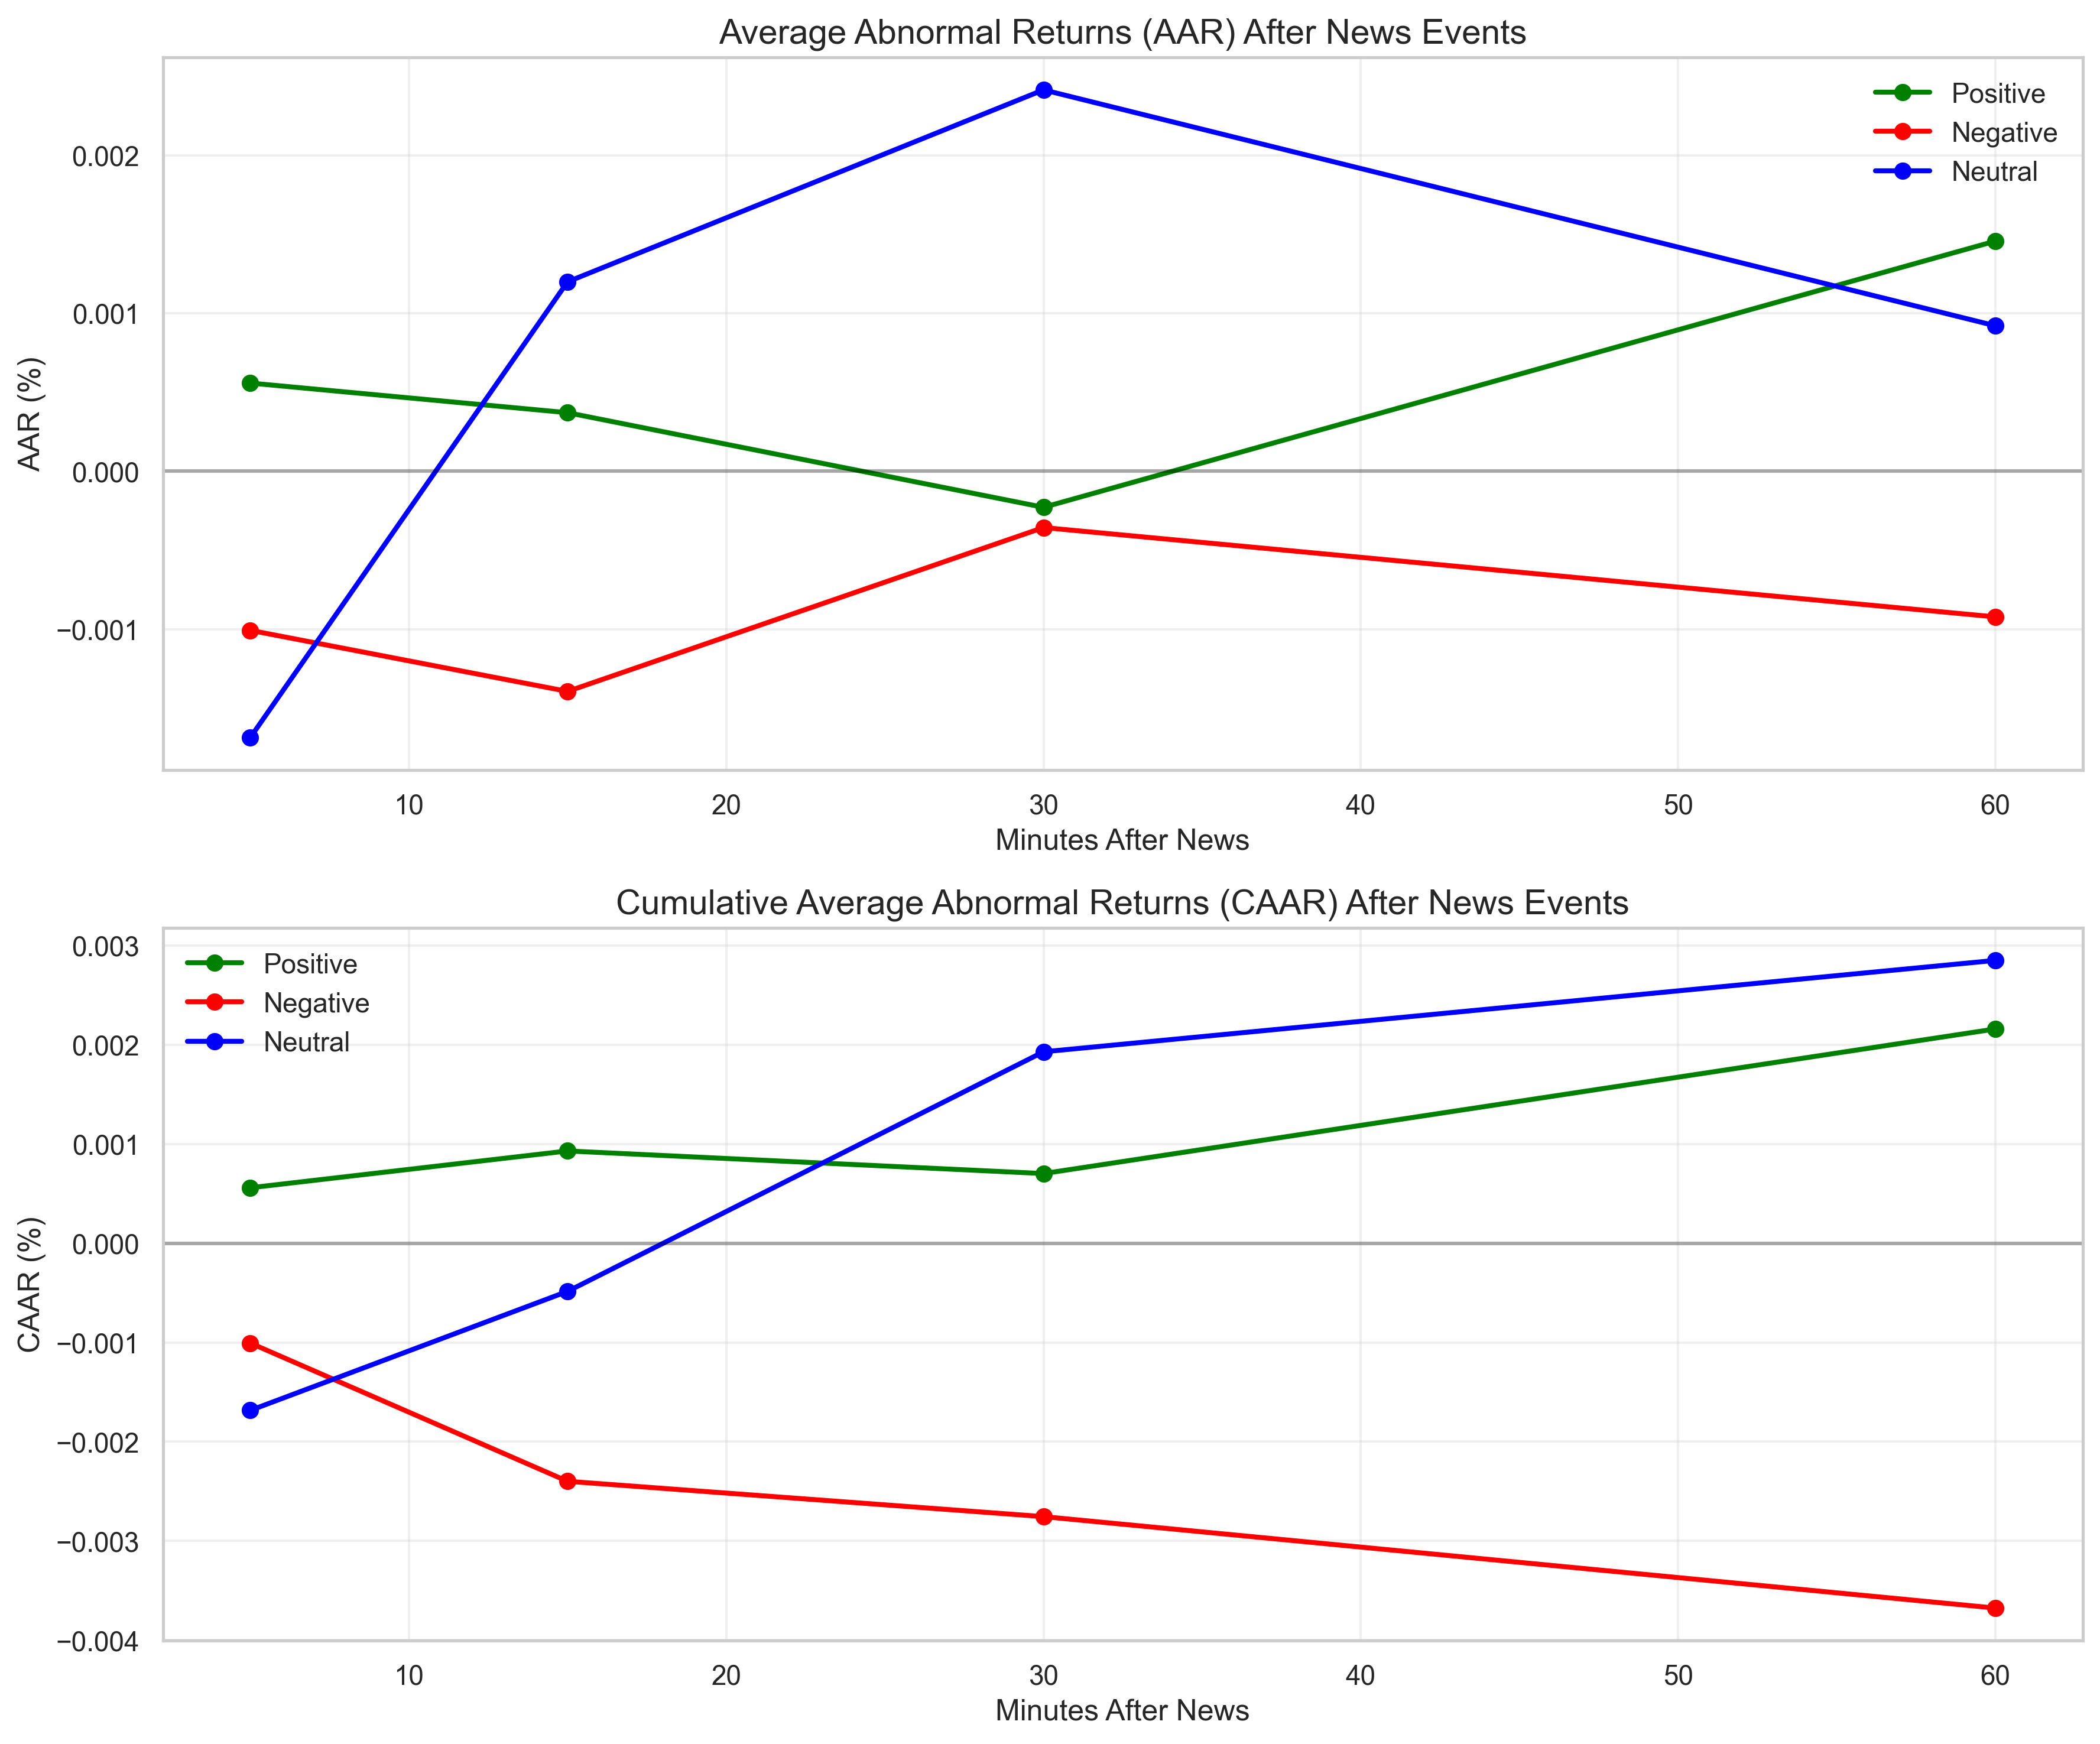 Average Abnormal Returns (AAR) After News Events
Positive
Negative
Neutral
0.002
0.001
0.000
−0.001
AAR (%)
10 20 30 40 50 60
Minutes After News
Cumulative Average Abnormal Returns (CAAR) After News Events
Positive
Negative
Neutral
0.003
0.002
0.001
0.000
−0.001
−0.002
−0.003
−0.004
CAAR (%)
10 20 30 40 50 60
Minutes After News